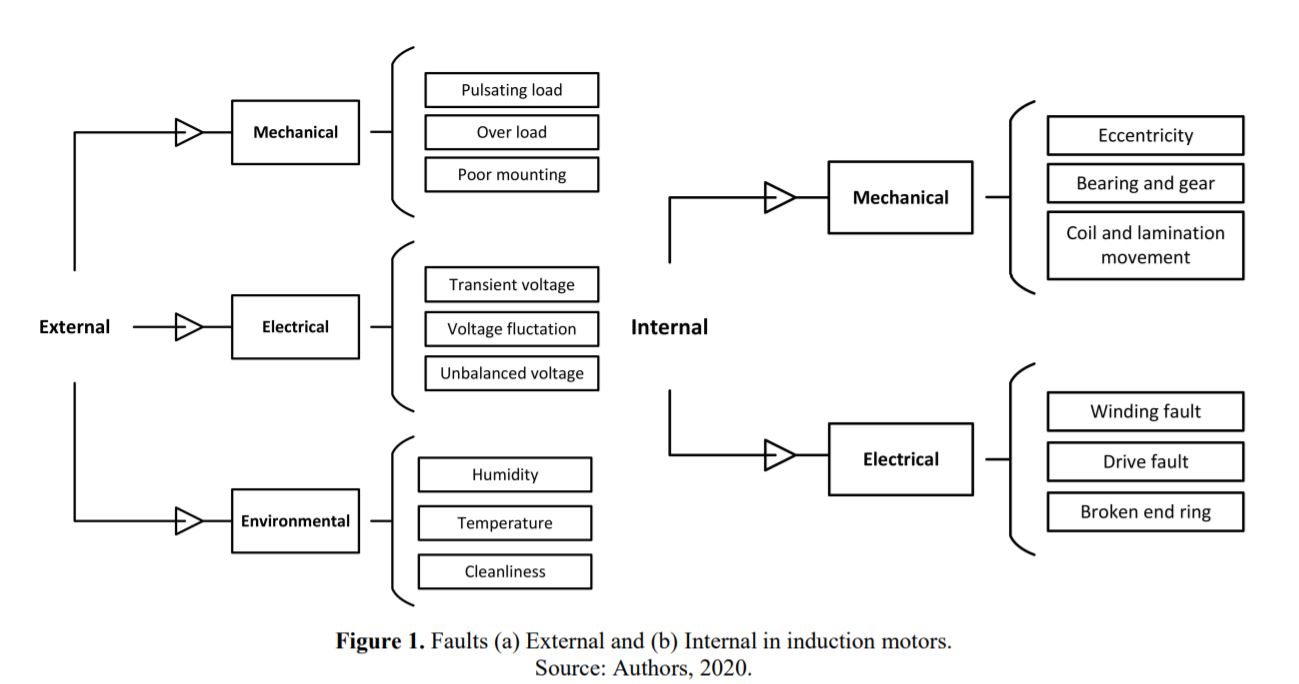 External
Mechanical
Pulsating load
Over load
Poor mounting
Electrical
Transient voltage
Voltage fluctation
Unbalanced voltage
Environmental
Humidity
Temperature
Cleanliness
Internal
Mechanical
Eccentricity
Bearing and gear
Coil and lamination
movement
Electrical
Winding fault
Drive fault
Broken end ring
Figure 1. Faults (a) External and (b) Internal in induction motors.
Source: Authors, 2020.